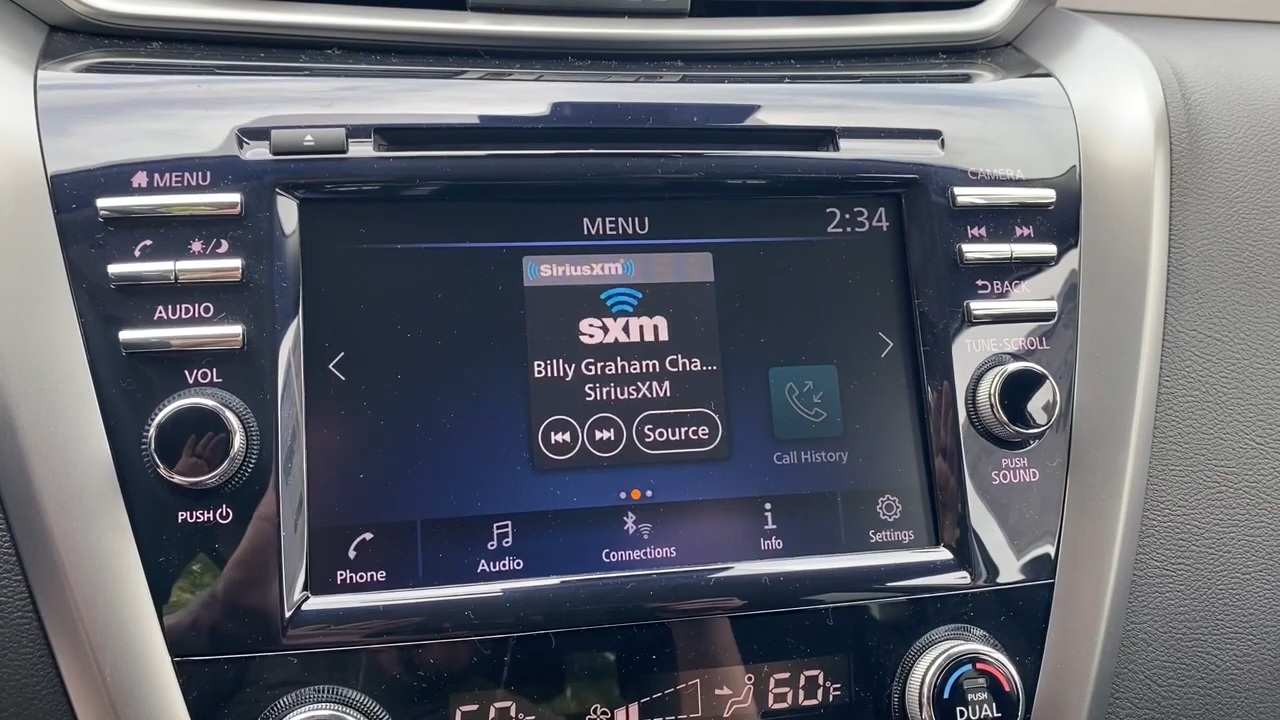 MENU
CAMERA
MENU
2:34
SiriusXM
sxm
AUDIO
BACK
VOL
Billy Graham Cha...
SiriusXM
TUNE·SCROLL
Source
Call History
PUSH
SOUND
PUSH
Phone
Audio
Connections
Info
Settings
60°F
60°F
PUSH
DUAL